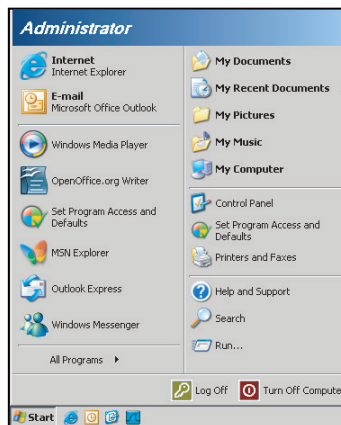 Administrator
Internet
Internet Explorer
E-mail
Microsoft Office Outlook
Windows Media Player
OpenOffice.org Writer
Set Program Access and
Defaults
MSN Explorer
Outlook Express
Windows Messenger
All Programs
My Documents
My Recent Documents
My Pictures
My Music
My Computer
Control Panel
Set Program Access and
Defaults
Printers and Faxes
Help and Support
Search
Run...
Log Off
Turn Off Compute
Start